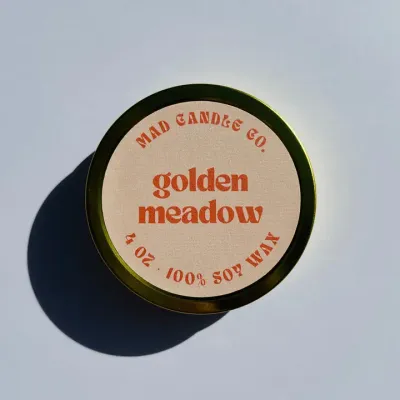 MAD CANDLE CO.
golden
meadow
4 OZ · 100% SOY WAX